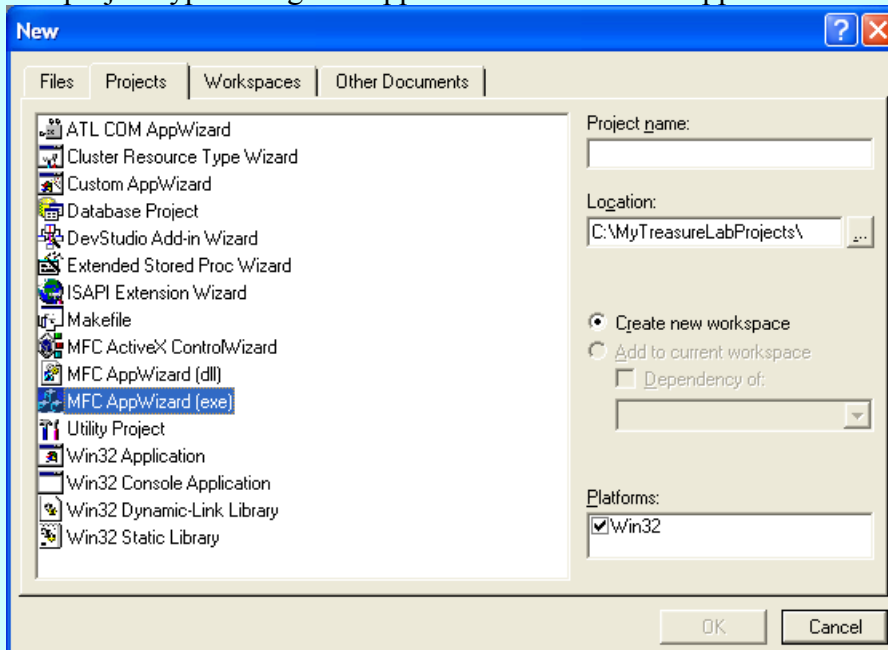 New
Files Projects Workspaces Other Documents
ATL COM AppWizard
Cluster Resource Type Wizard
Custom AppWizard
Database Project
DevStudio Add-in Wizard
Extended Stored Proc Wizard
ISAPI Extension Wizard
Makefile
MFC ActiveX ControlWizard
MFC AppWizard (dll)
MFC AppWizard (exe)
Utility Project
Win32 Application
Win32 Console Application
Win32 Dynamic-Link Library
Win32 Static Library
Project name:
Location:
C:\MyTreasureLabProjects\
...
Create new workspace
Add to current workspace
Dependency of:
Platforms:
Win32
OK Cancel